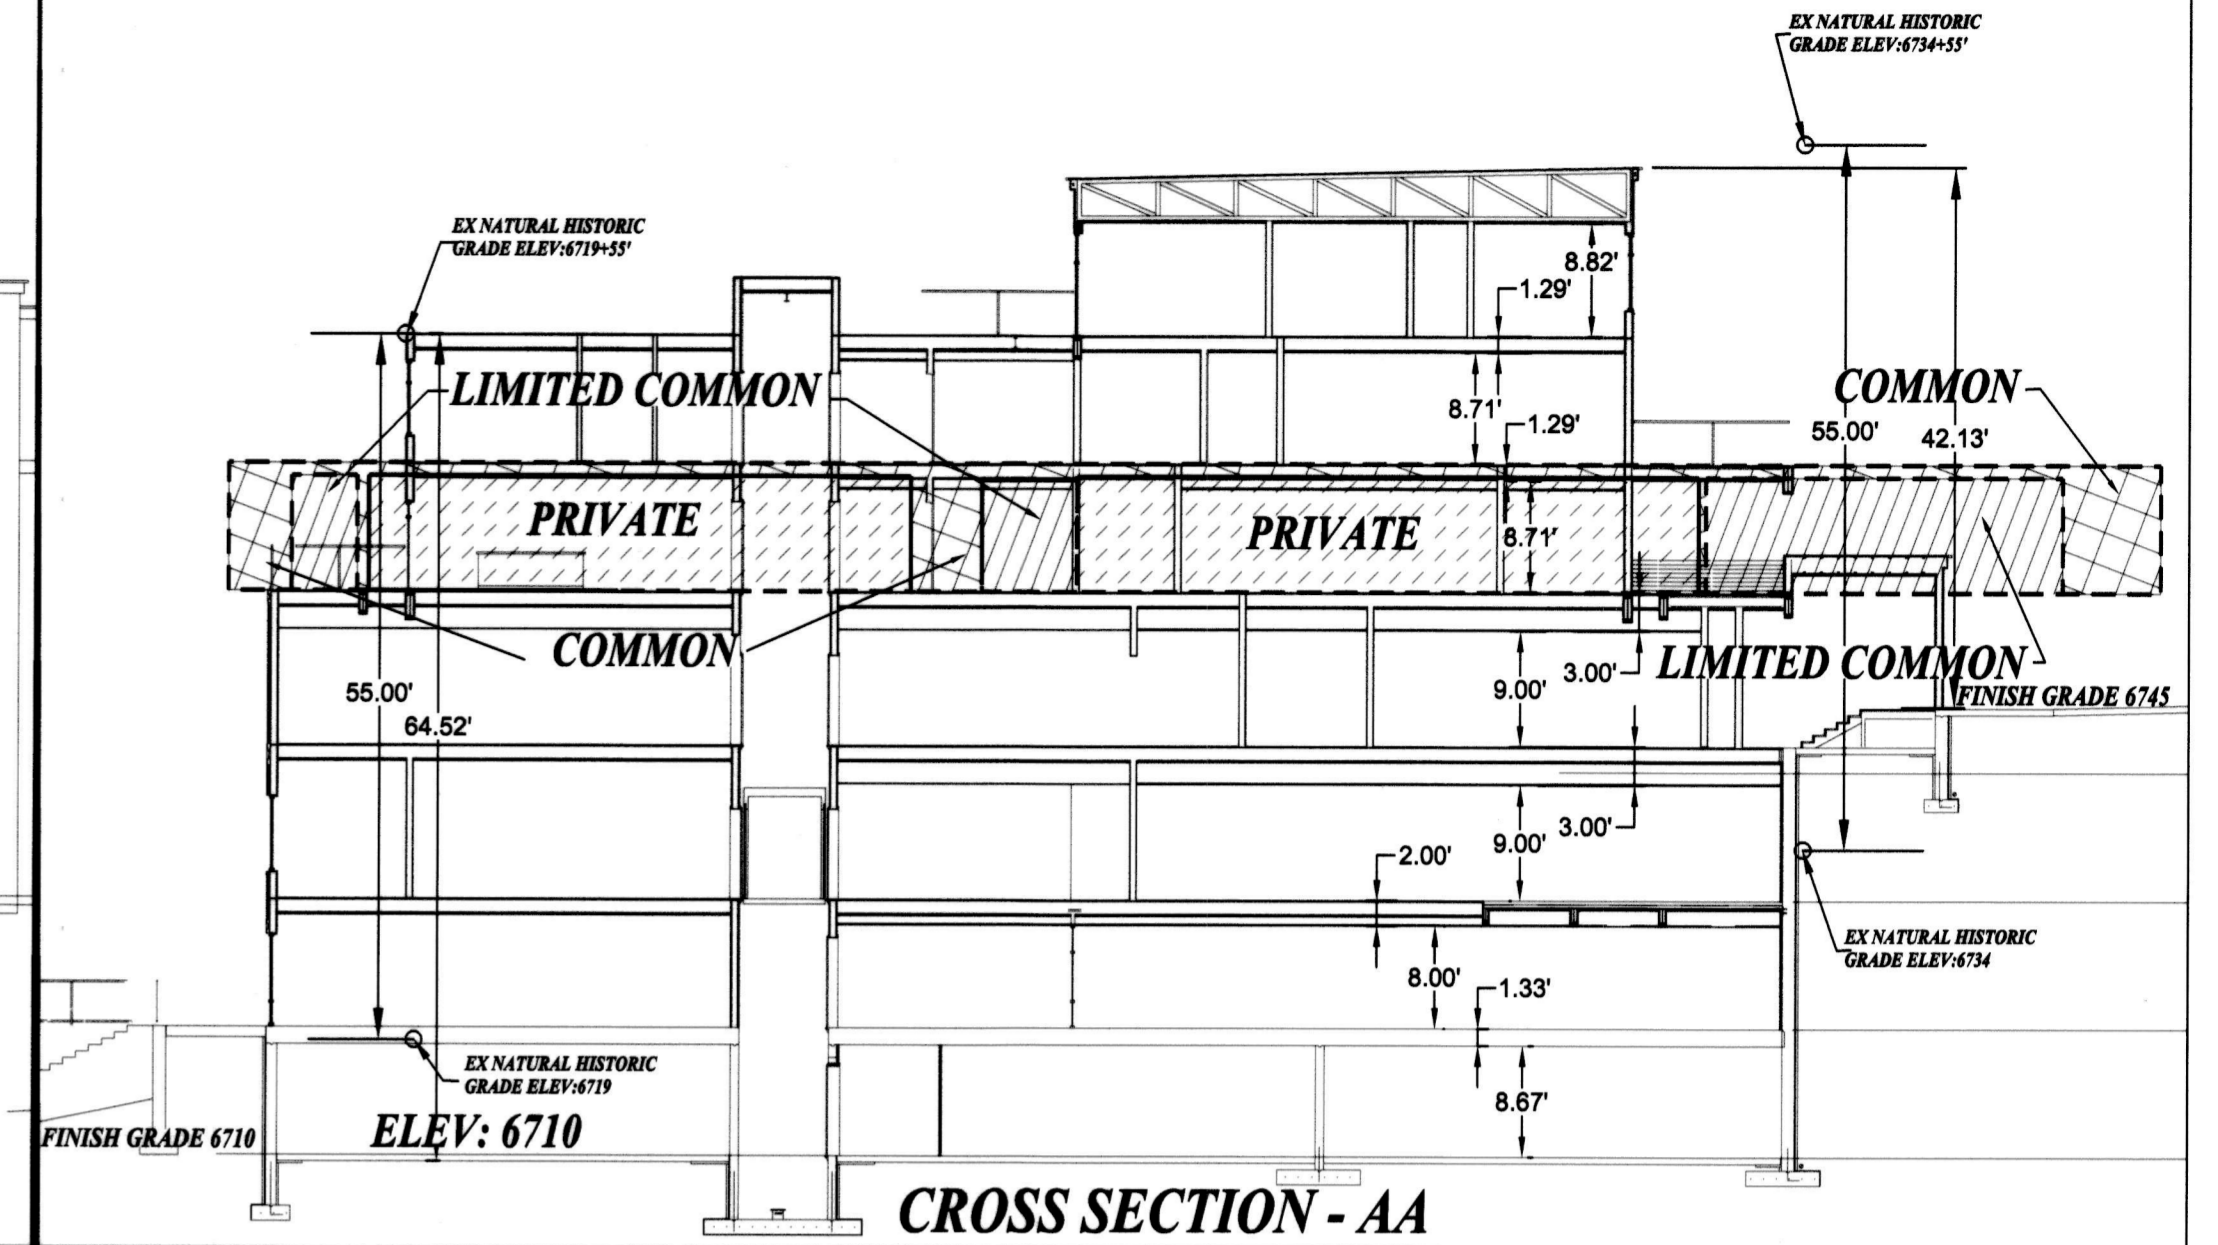 EX NATURAL HISTORIC
GRADE ELEV:6734+55'
EX NATURAL HISTORIC
GRADE ELEV:6719+55'
8.82'
1.29'
LIMITED COMMON
COMMON
8.71'
1.29'
55.00'
42.13'
PRIVATE
PRIVATE
8.71'
COMMON
LIMITED COMMON
9.00'
3.00'
FINISH GRADE 6745
55.00'
64.52'
3.00'
9.00'
2.00'
EX NATURAL HISTORIC
GRADE ELEV:6734
8.00'
1.33'
EX NATURAL HISTORIC
GRADE ELEV:6719
8.67'
FINISH GRADE 6710
ELEV: 6710
CROSS SECTION - AA